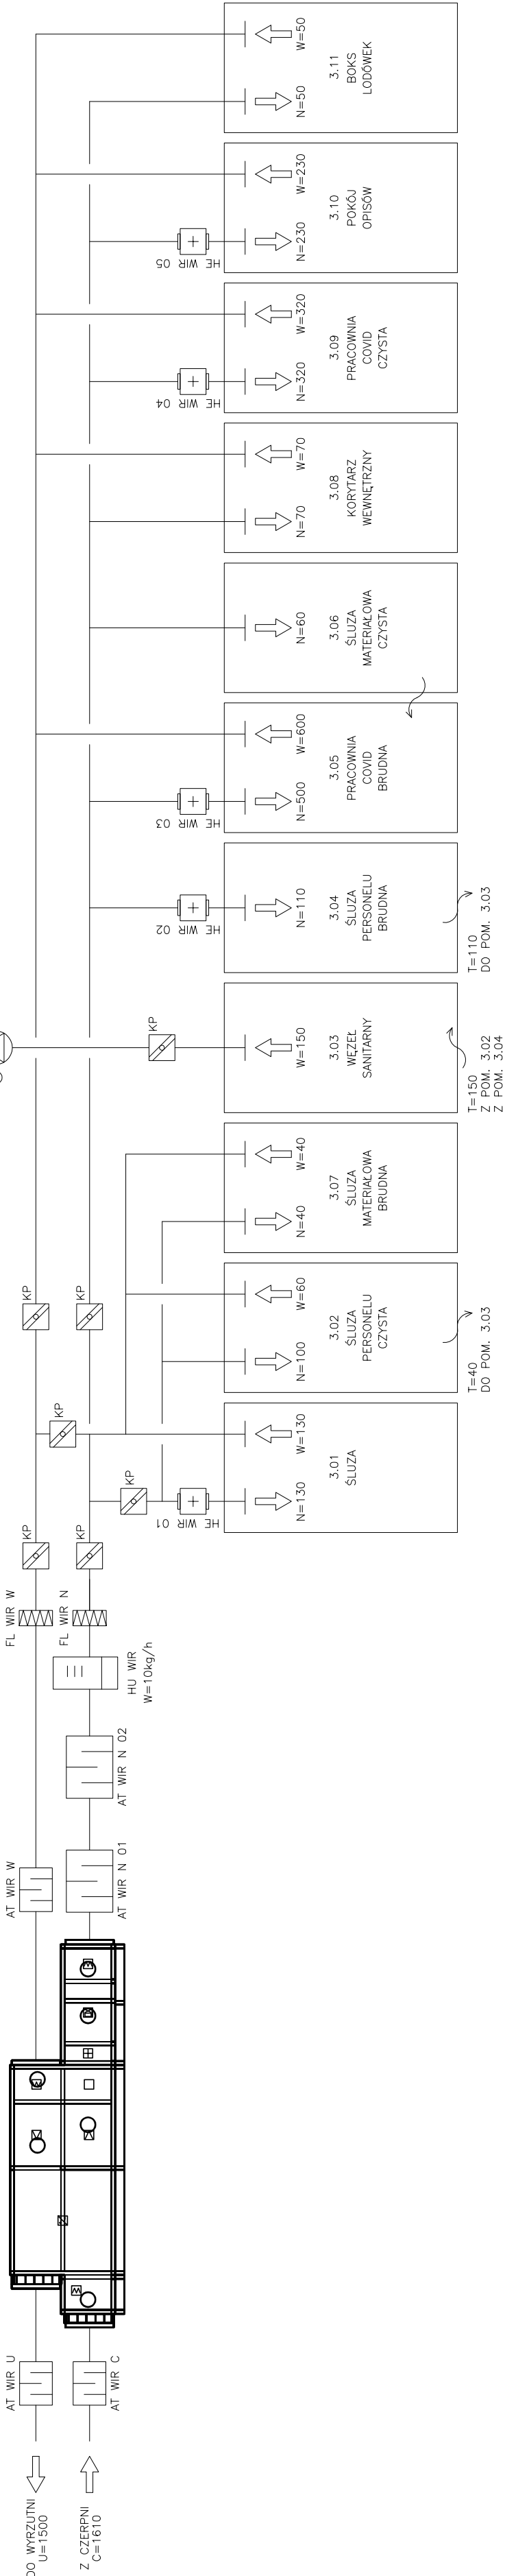 DO WYRZUTNI
U=1500
Z CZERPNI
C=1610
AT WIR U
AT WIR C
AT WIR W
AT WIR N 01
AT WIR N 02
HU WIR
W=10kg/h
FL WIR W
FL WIR N
KP
KP
KP
KP
KP
KP
KP
HE WIR 01
N=130
W=130
3.01
ŚLUZA
N=100
W=60
3.02
ŚLUZA
PERSONELU
CZYSTA
T=40
DO POM. 3.03
N=40
W=40
3.07
ŚLUZA
MATERIAŁOWA
BRUDNA
W=150
3.03
WĘZEŁ
SANITARNY
T=150
Z POM. 3.02
Z POM. 3.04
HE WIR 02
N=110
3.04
ŚLUZA
PERSONELU
BRUDNA
T=110
DO POM. 3.03
HE WIR 03
N=500
W=600
3.05
PRACOWNIA
COVID
BRUDNA
N=60
3.06
ŚLUZA
MATERIAŁOWA
CZYSTA
N=70
W=70
3.08
KORYTARZ
WEWNĘTRZNY
HE WIR 04
N=320
W=320
3.09
PRACOWNIA
COVID
CZYSTA
HE WIR 05
N=230
W=230
3.10
POKÓJ
OPISÓW
N=50
W=50
3.11
BOKS
LODÓWEK